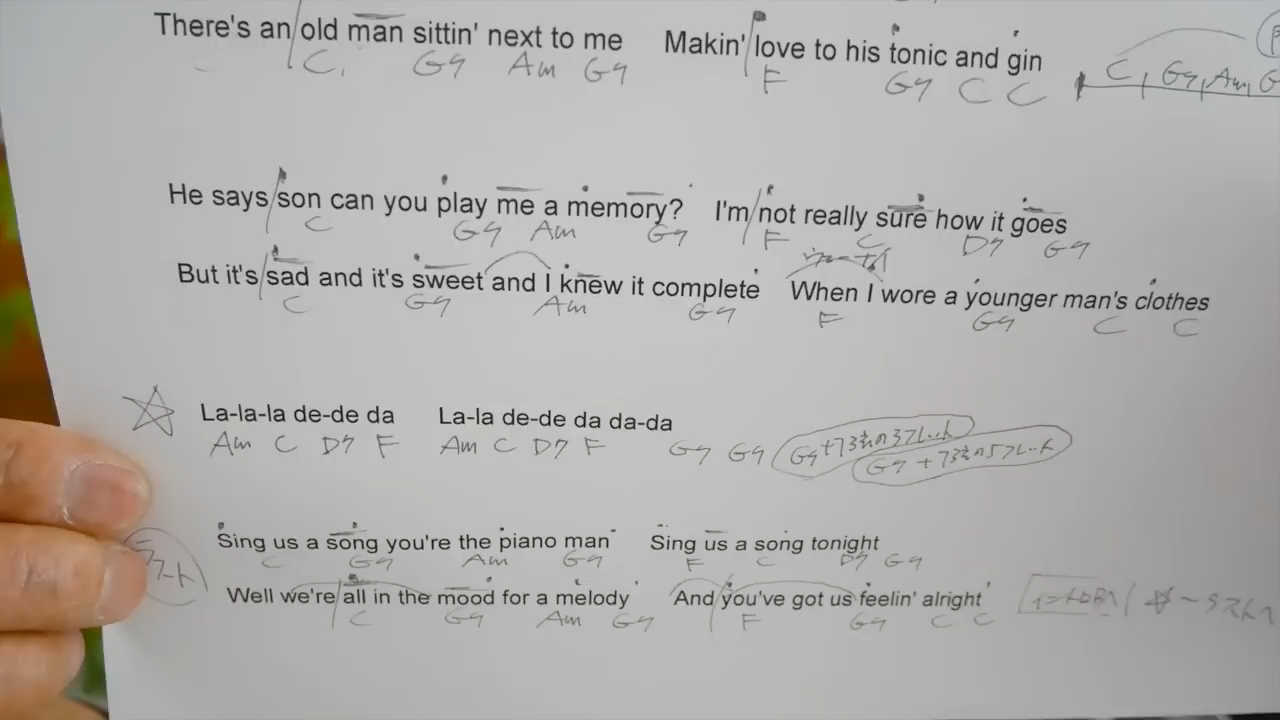 There's an old man sittin' next to me Makin' love to his tonic and gin
C, G7 Am G7 F G7 C C C, G7, Am, G
He says son can you play me a memory? I'm not really sure how it goes
C G7 Am G7 F C D7 G7
But it's sad and it's sweet and I knew it complete When I wore a younger man's clothes
C G7 Am G7 F G7 C C
☆ La-la-la de-de da La-la de-de da da-da
Am C D7 F Am C D7 F G7 G7 G7+
G7+
Sing us a song you're the piano man Sing us a song tonight
C G7 Am G7 F C D7 G7
Well we're all in the mood for a melody And you've got us feelin' alright
C G7 Am G7 F G7 C C